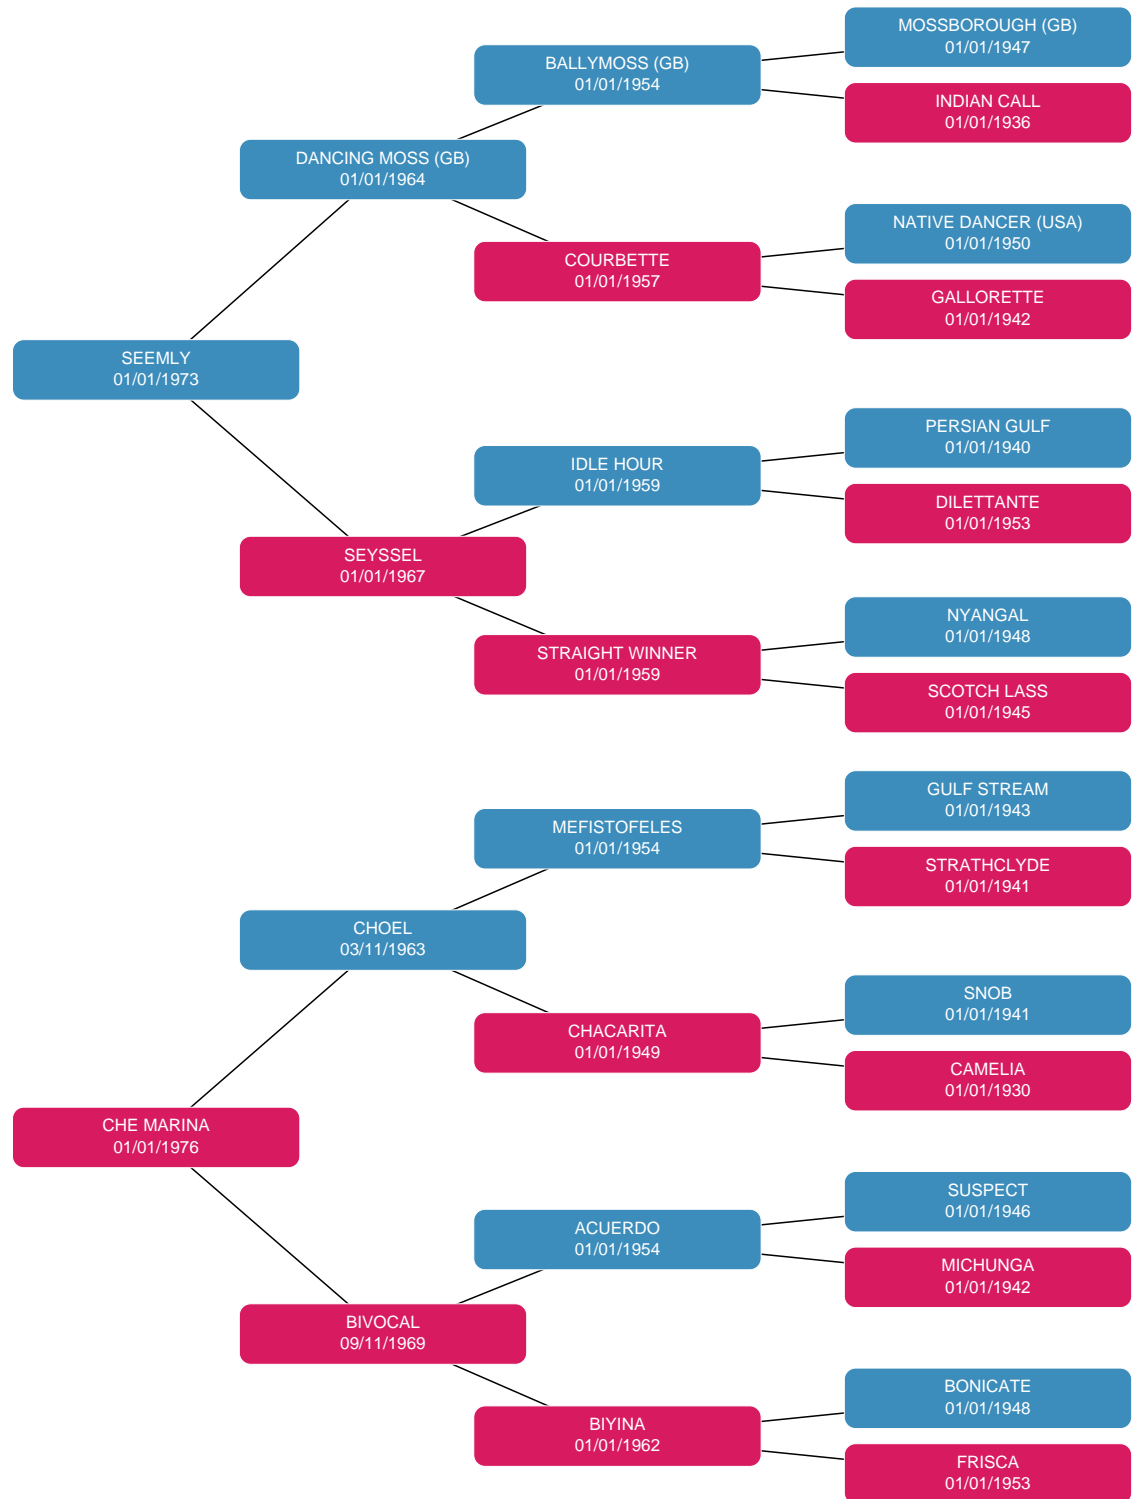 MOSSBOROUGH (GB)
01/01/1947
BALLYMOSS (GB)
01/01/1954
INDIAN CALL
01/01/1936
DANCING MOSS (GB)
01/01/1964
NATIVE DANCER (USA)
01/01/1950
COURBETTE
01/01/1957
GALLORETTE
01/01/1942
SEEMLY
01/01/1973
PERSIAN GULF
01/01/1940
IDLE HOUR
01/01/1959
DILETTANTE
01/01/1953
SEYSSEL
01/01/1967
NYANGAL
01/01/1948
STRAIGHT WINNER
01/01/1959
SCOTCH LASS
01/01/1945
GULF STREAM
01/01/1943
MEFISTOFELES
01/01/1954
STRATHCLYDE
01/01/1941
CHOEL
03/11/1963
SNOB
01/01/1941
CHACARITA
01/01/1949
CAMELIA
01/01/1930
CHE MARINA
01/01/1976
SUSPECT
01/01/1946
ACUERDO
01/01/1954
MICHUNGA
01/01/1942
BIVOCAL
09/11/1969
BONICATE
01/01/1948
BIYINA
01/01/1962
FRISCA
01/01/1953